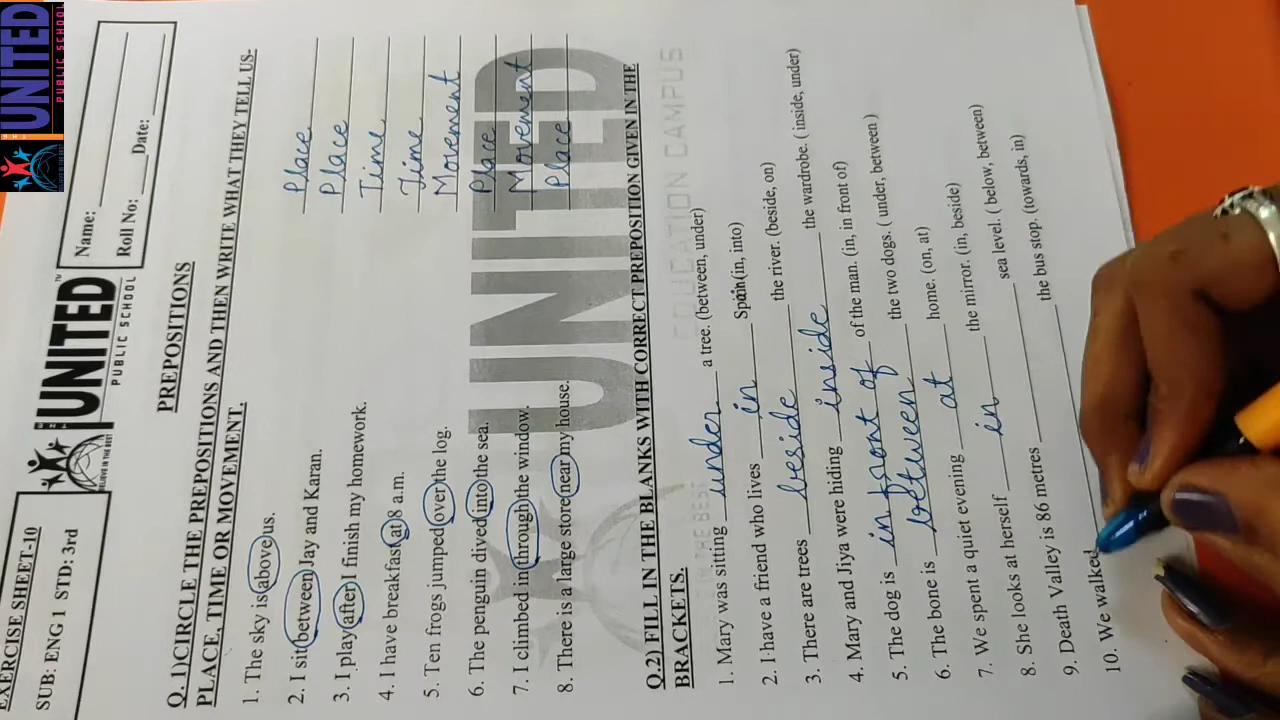 UNITED
PUBLIC SCHOOL
EXERCISE SHEET-10
SUB: ENG 1 STD: 3rd
BELIEVE IN THE BEST
UNITED
PUBLIC SCHOOL
Name:
Roll No: Date:
PREPOSITIONS
Q. 1)CIRCLE THE PREPOSITIONS AND THEN WRITE WHAT THEY TELL US-
PLACE, TIME OR MOVEMENT.
1. The sky is above us. Place
2. I sit between Jay and Karan. Place
3. I play after I finish my homework. Time
4. I have breakfast at 8 a.m. Time
5. Ten frogs jumped over the log. Movement
6. The penguin dived into the sea. Place
7. I climbed in through the window. Movement
8. There is a large store near my house. Place
UNITED
EDUCATION CAMPUS
IN THE BEST
Q.2) FILL IN THE BLANKS WITH CORRECT PREPOSITION GIVEN IN THE
BRACKETS.
1. Mary was sitting under a tree. (between, under)
2. I have a friend who lives in (in, into)
3. There are trees beside the river. (beside, on)
4. Mary and Jiya were hiding inside the wardrobe. ( inside, under)
5. The dog is in front of of the man. (in, in front of)
6. The bone is between the two dogs. ( under, between )
7. We spent a quiet evening at home. (on, at)
8. She looks at herself in the mirror. (in, beside)
9. Death Valley is 86 metres sea level. ( below, between)
10. We walked the bus stop. (towards, in)